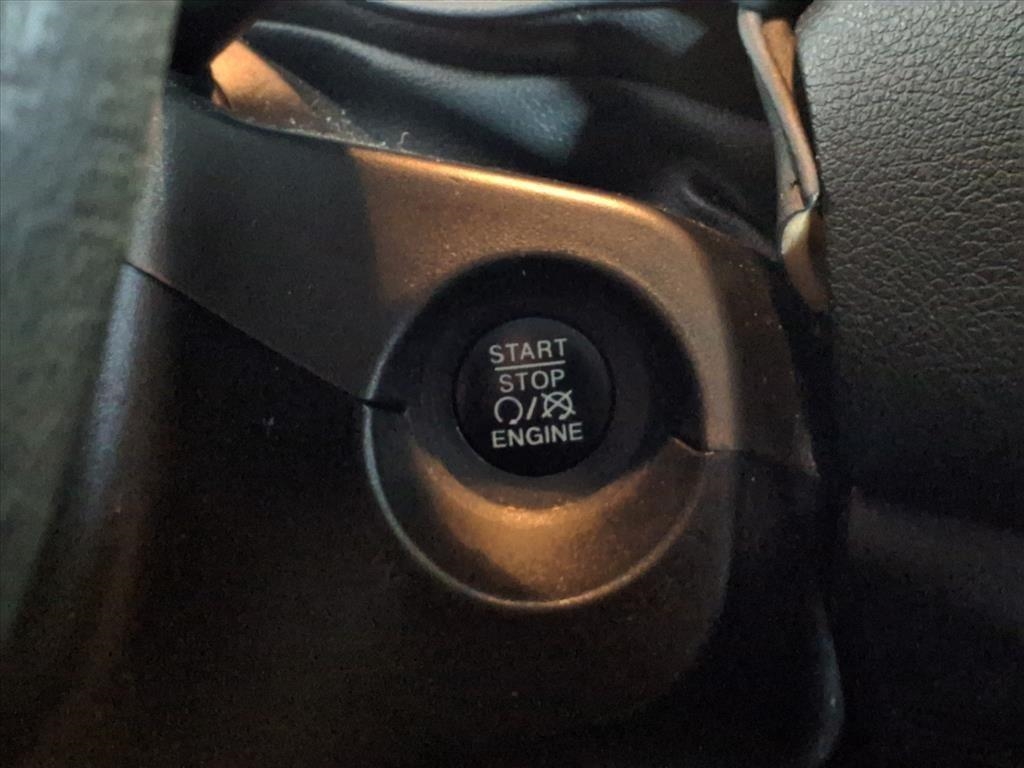 START
STOP
/
ENGINE